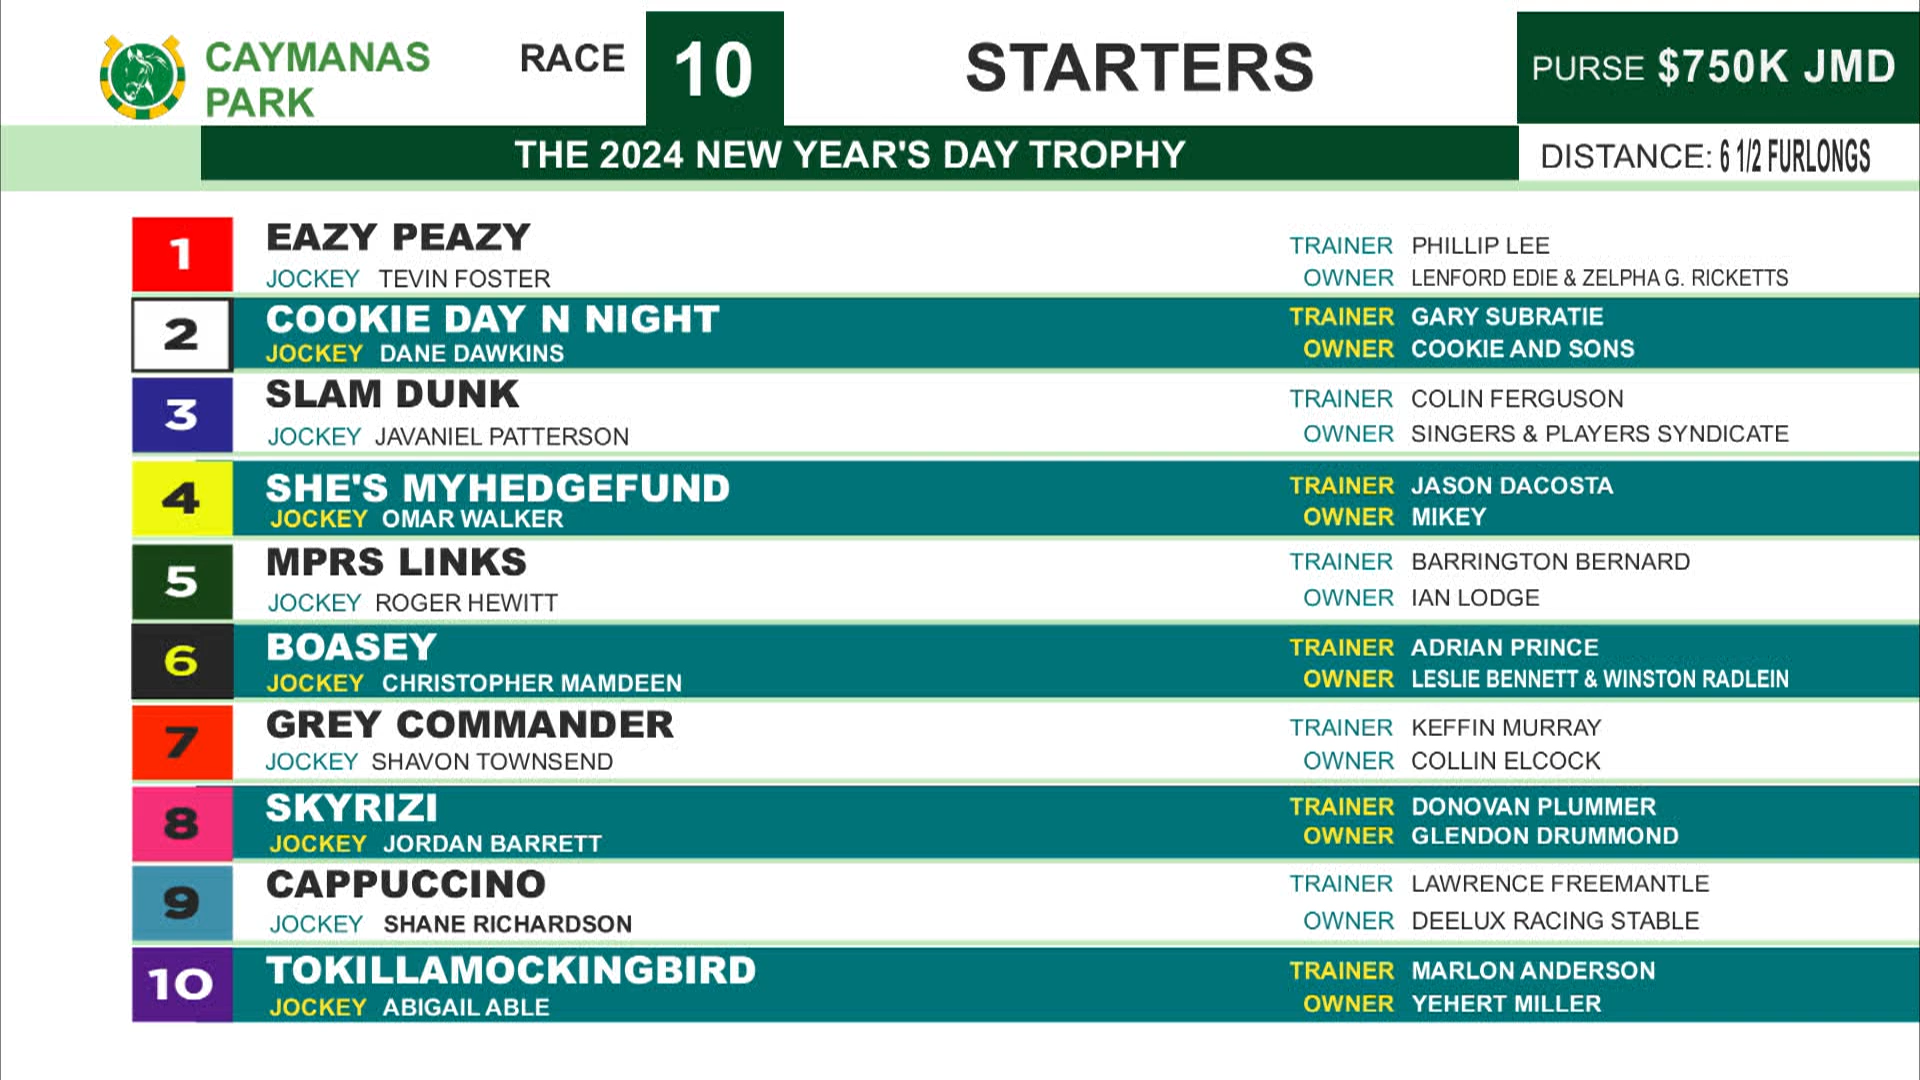 CAYMANAS
PARK
RACE 10
STARTERS
PURSE $750K JMD
THE 2024 NEW YEAR'S DAY TROPHY
DISTANCE: 6 1/2 FURLONGS
1 EAZY PEAZY
JOCKEY TEVIN FOSTER
TRAINER PHILLIP LEE
OWNER LENFORD EDIE & ZELPHA G. RICKETTS
2 COOKIE DAY N NIGHT
JOCKEY DANE DAWKINS
TRAINER GARY SUBRATIE
OWNER COOKIE AND SONS
3 SLAM DUNK
JOCKEY JAVANIEL PATTERSON
TRAINER COLIN FERGUSON
OWNER SINGERS & PLAYERS SYNDICATE
4 SHE'S MYHEDGEFUND
JOCKEY OMAR WALKER
TRAINER JASON DACOSTA
OWNER MIKEY
5 MPRS LINKS
JOCKEY ROGER HEWITT
TRAINER BARRINGTON BERNARD
OWNER IAN LODGE
6 BOASEY
JOCKEY CHRISTOPHER MAMDEEN
TRAINER ADRIAN PRINCE
OWNER LESLIE BENNETT & WINSTON RADLEIN
7 GREY COMMANDER
JOCKEY SHAVON TOWNSEND
TRAINER KEFFIN MURRAY
OWNER COLLIN ELCOCK
8 SKYRIZI
JOCKEY JORDAN BARRETT
TRAINER DONOVAN PLUMMER
OWNER GLENDON DRUMMOND
9 CAPPUCCINO
JOCKEY SHANE RICHARDSON
TRAINER LAWRENCE FREEMANTLE
OWNER DEELUX RACING STABLE
10 TOKILLAMOCKINGBIRD
JOCKEY ABIGAIL ABLE
TRAINER MARLON ANDERSON
OWNER YEHERT MILLER